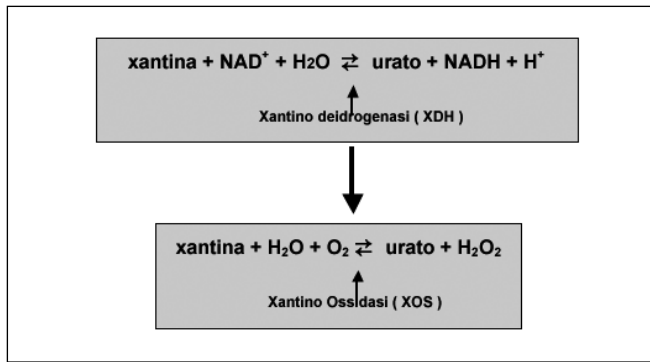 xantina + NAD⁺ + H2O ⇄ urato + NADH + H⁺
Xantino deidrogenasi ( XDH )
xantina + H₂O + O₂ ⇄ urato + H₂O₂
Xantino Ossidasi ( XOS )